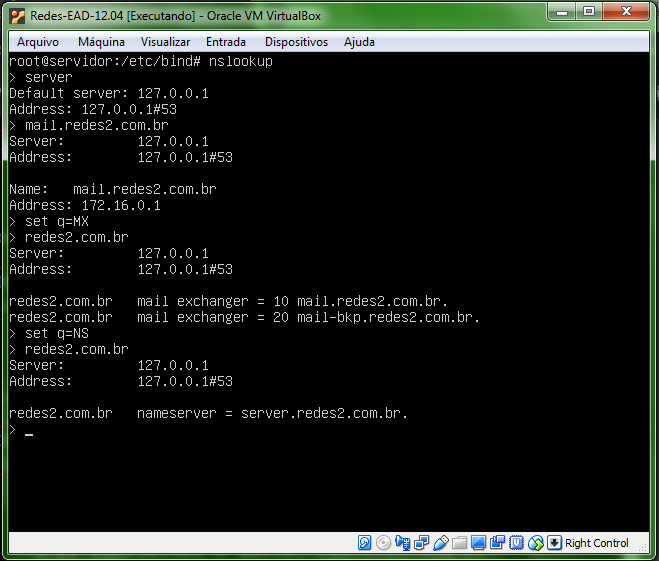 Redes-EAD-12.04 [Executando] - Oracle VM VirtualBox
Arquivo Máquina Visualizar Entrada Dispositivos Ajuda
root@servidor:/etc/bind# nslookup
> server
Default server: 127.0.0.1
Address: 127.0.0.1#53
> mail.redes2.com.br
Server:         127.0.0.1
Address:        127.0.0.1#53
Name:   mail.redes2.com.br
Address: 172.16.0.1
> set q=MX
> redes2.com.br
Server:         127.0.0.1
Address:        127.0.0.1#53
redes2.com.br   mail exchanger = 10 mail.redes2.com.br.
redes2.com.br   mail exchanger = 20 mail-bkp.redes2.com.br.
> set q=NS
> redes2.com.br
Server:         127.0.0.1
Address:        127.0.0.1#53
redes2.com.br   nameserver = server.redes2.com.br.
> _
Right Control